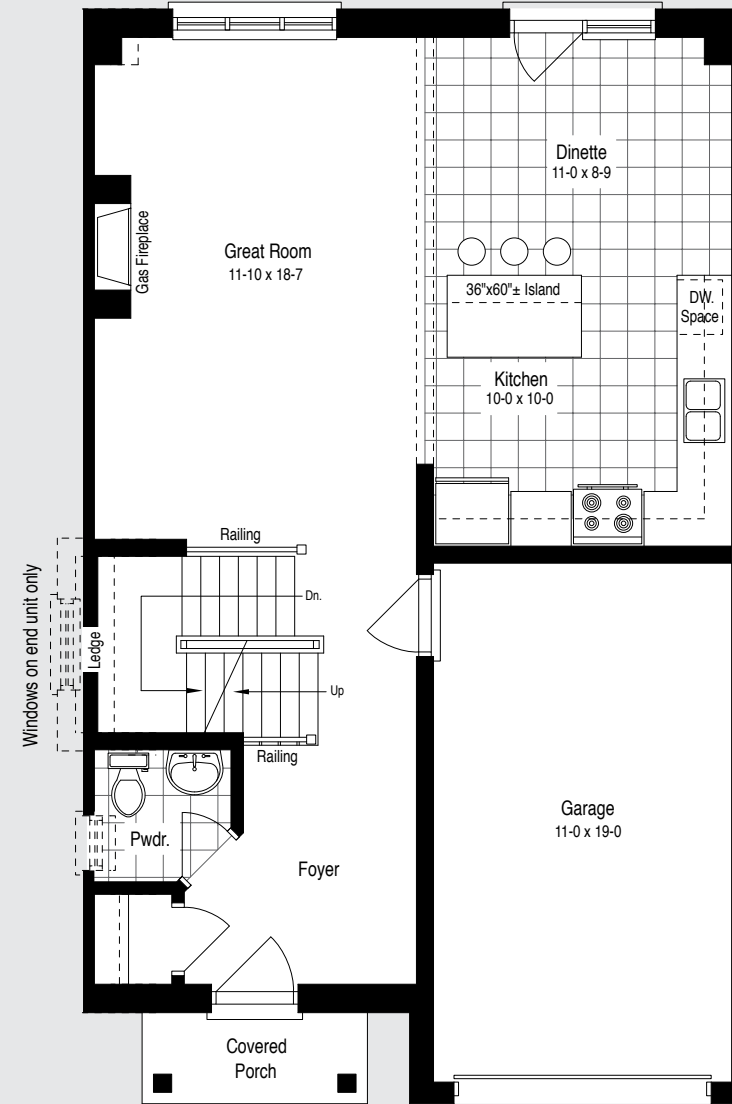 Dinette
11-0 x 8-9
Great Room
11-10 x 18-7
Gas Fireplace
36"x60"± Island
DW.
Space
Kitchen
10-0 x 10-0
Railing
Dn.
Windows on end unit only
Ledge
Up
Railing
Pwdr.
Garage
11-0 x 19-0
Foyer
Covered
Porch